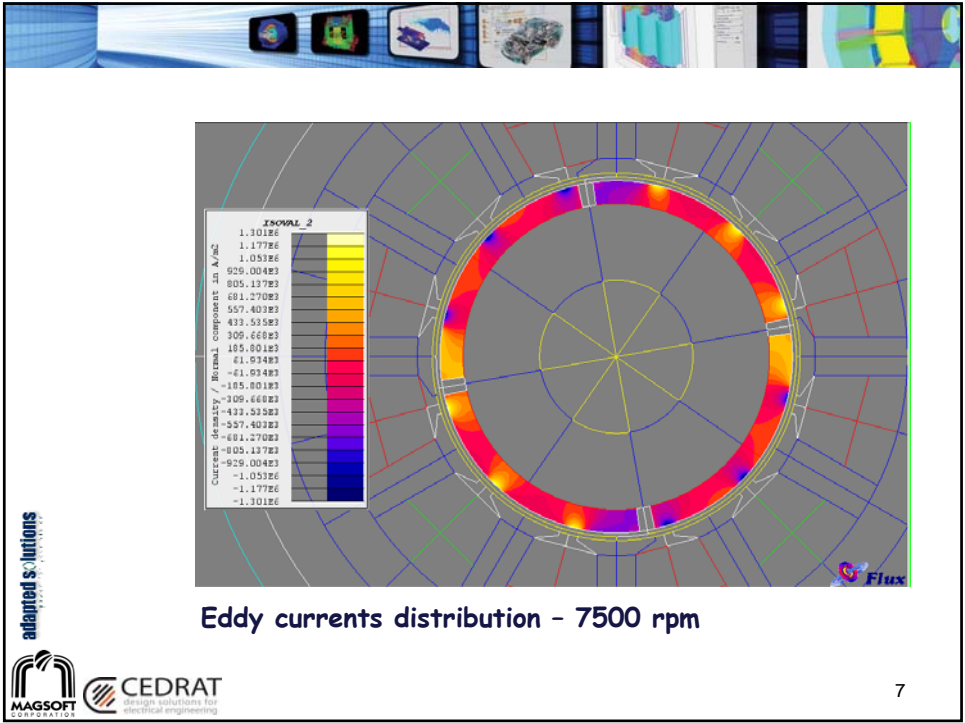 ISOVAL_2
Current density / Normal component in A/m2
1.301E6
1.177E6
1.053E6
929.004E3
805.137E3
681.270E3
557.403E3
433.535E3
309.668E3
185.801E3
61.934E3
-61.934E3
-185.801E3
-309.668E3
-433.535E3
-557.403E3
-681.270E3
-805.137E3
-929.004E3
-1.053E6
-1.177E6
-1.301E6
Flux
Eddy currents distribution – 7500 rpm
adapted solutions
MAGSOFT
CORPORATION
CEDRAT
design solutions for
electrical engineering
7